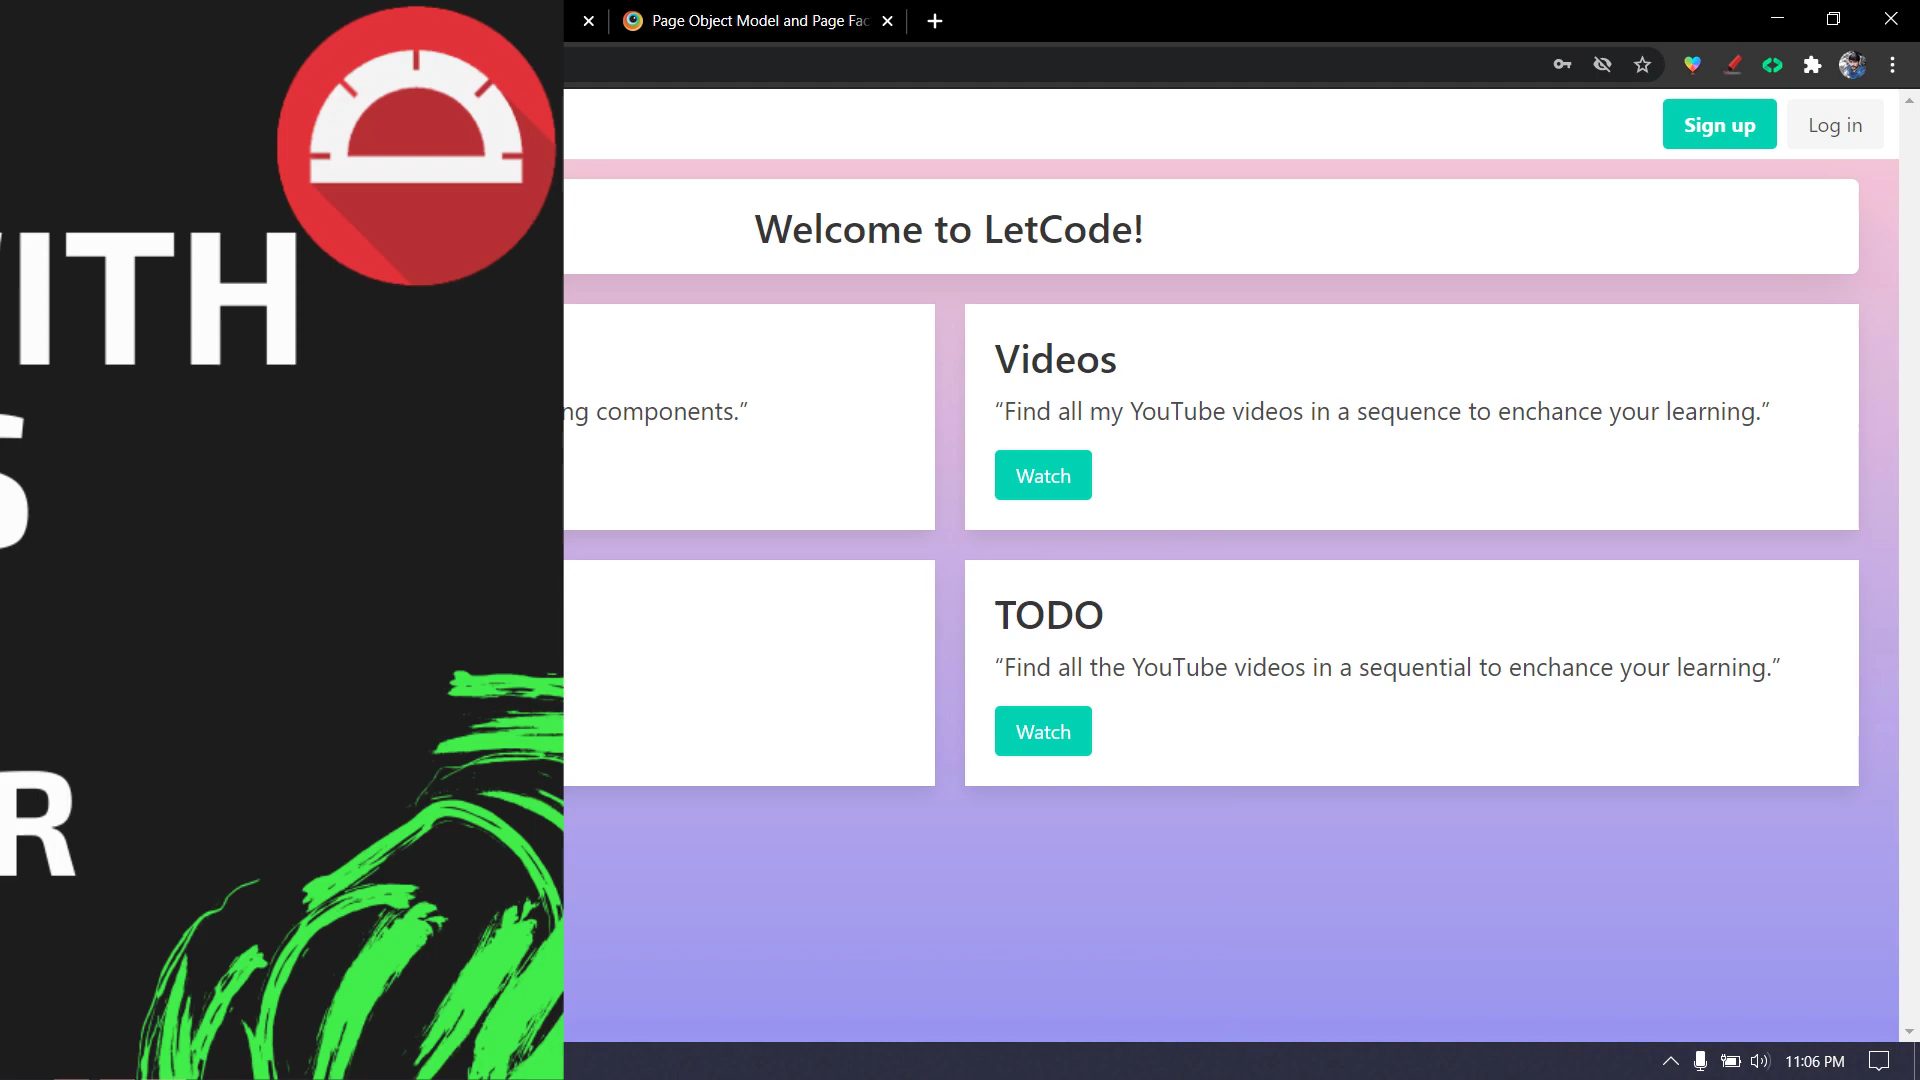 Page Object Model and Page Fac
Sign up
Log in
WITH
Welcome to LetCode!
S
ng components.”
Videos
“Find all my YouTube videos in a sequence to enchance your learning.”
Watch
TODO
“Find all the YouTube videos in a sequential to enchance your learning.”
Watch
R
11:06 PM